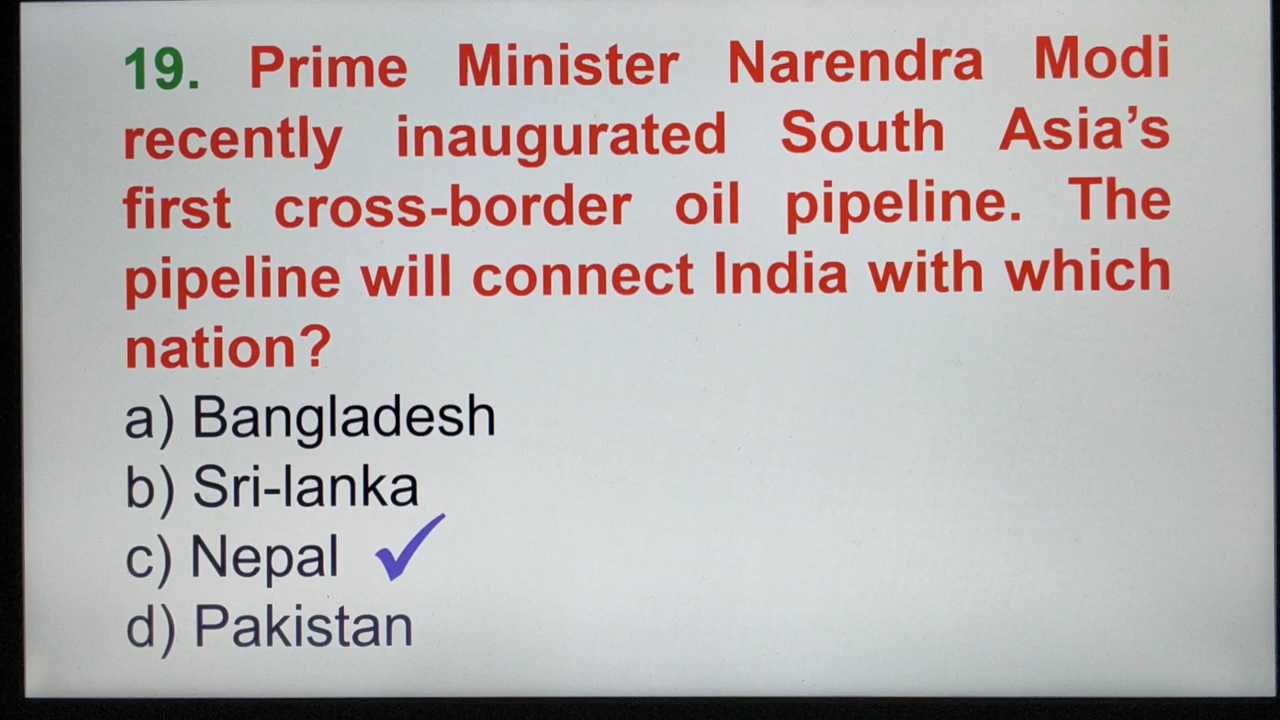 19. Prime Minister Narendra Modi
recently inaugurated South Asia’s
first cross-border oil pipeline. The
pipeline will connect India with which
nation?
a) Bangladesh
b) Sri-lanka
c) Nepal
d) Pakistan